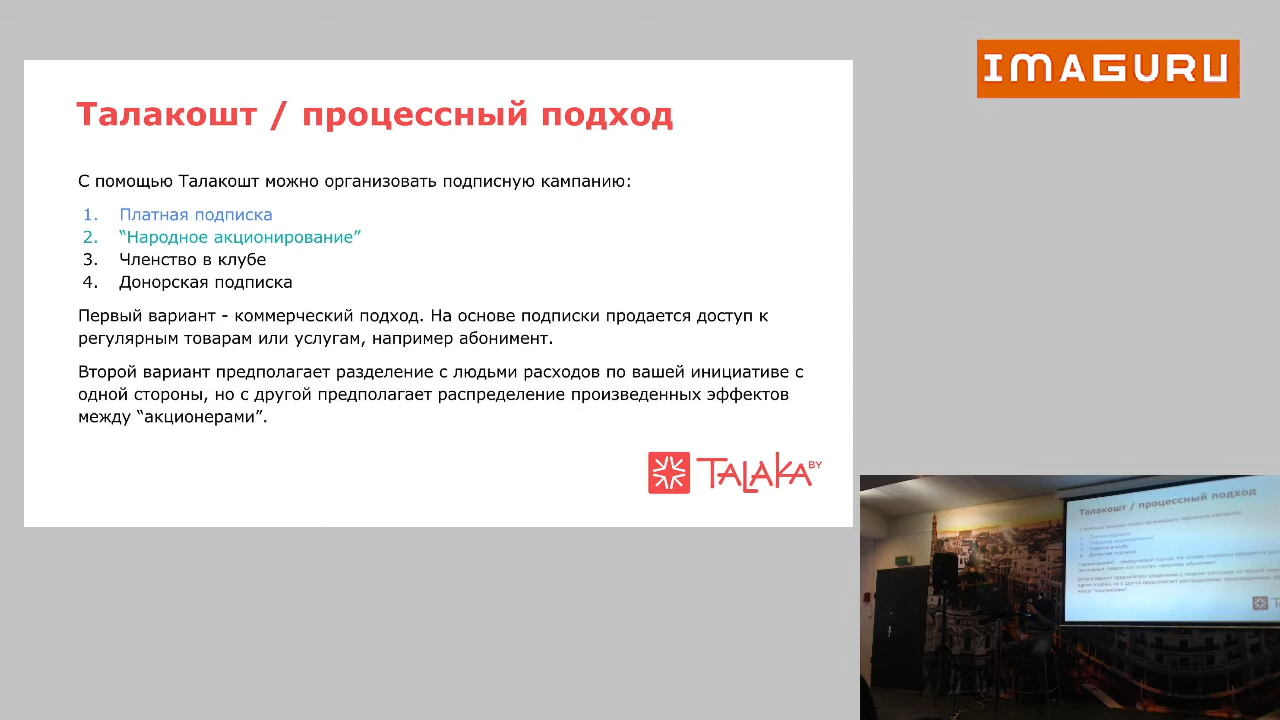 IMAGURU
Талакошт / процессный подход
С помощью Талакошт можно организовать подписную кампанию:
1. Платная подписка
2. “Народное акционирование”
3. Членство в клубе
4. Донорская подписка
Первый вариант - коммерческий подход. На основе подписки продается доступ к
регулярным товарам или услугам, например абонимент.
Второй вариант предполагает разделение с людьми расходов по вашей инициативе с
одной стороны, но с другой предполагает распределение произведенных эффектов
между “акционерами”.
TALAKA BY
Талакошт / процессный подход